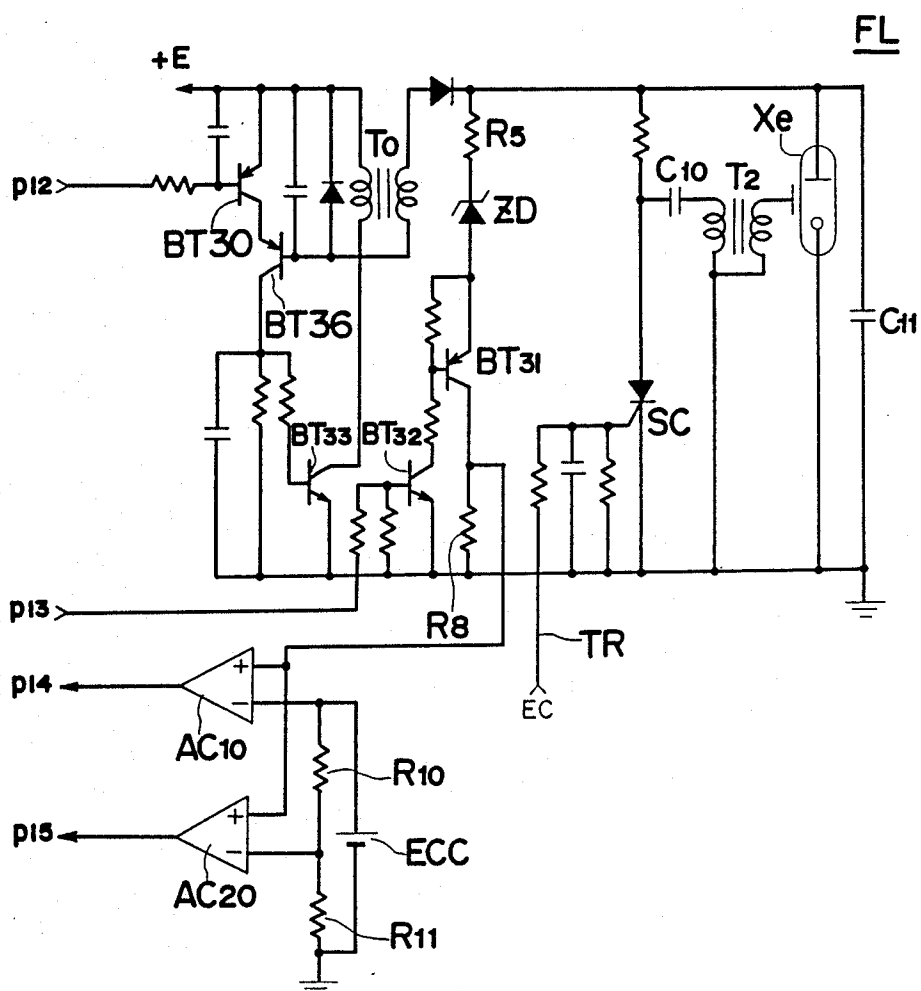 FL
+E
Xe
T0
R5
C10
T2
p12
ZD
BT30
BT36
C11
BT31
SC
BT33
BT32
p13
R8
TR
p14
+
−
EC
AC10
R10
p15
+
−
ECC
AC20
R11